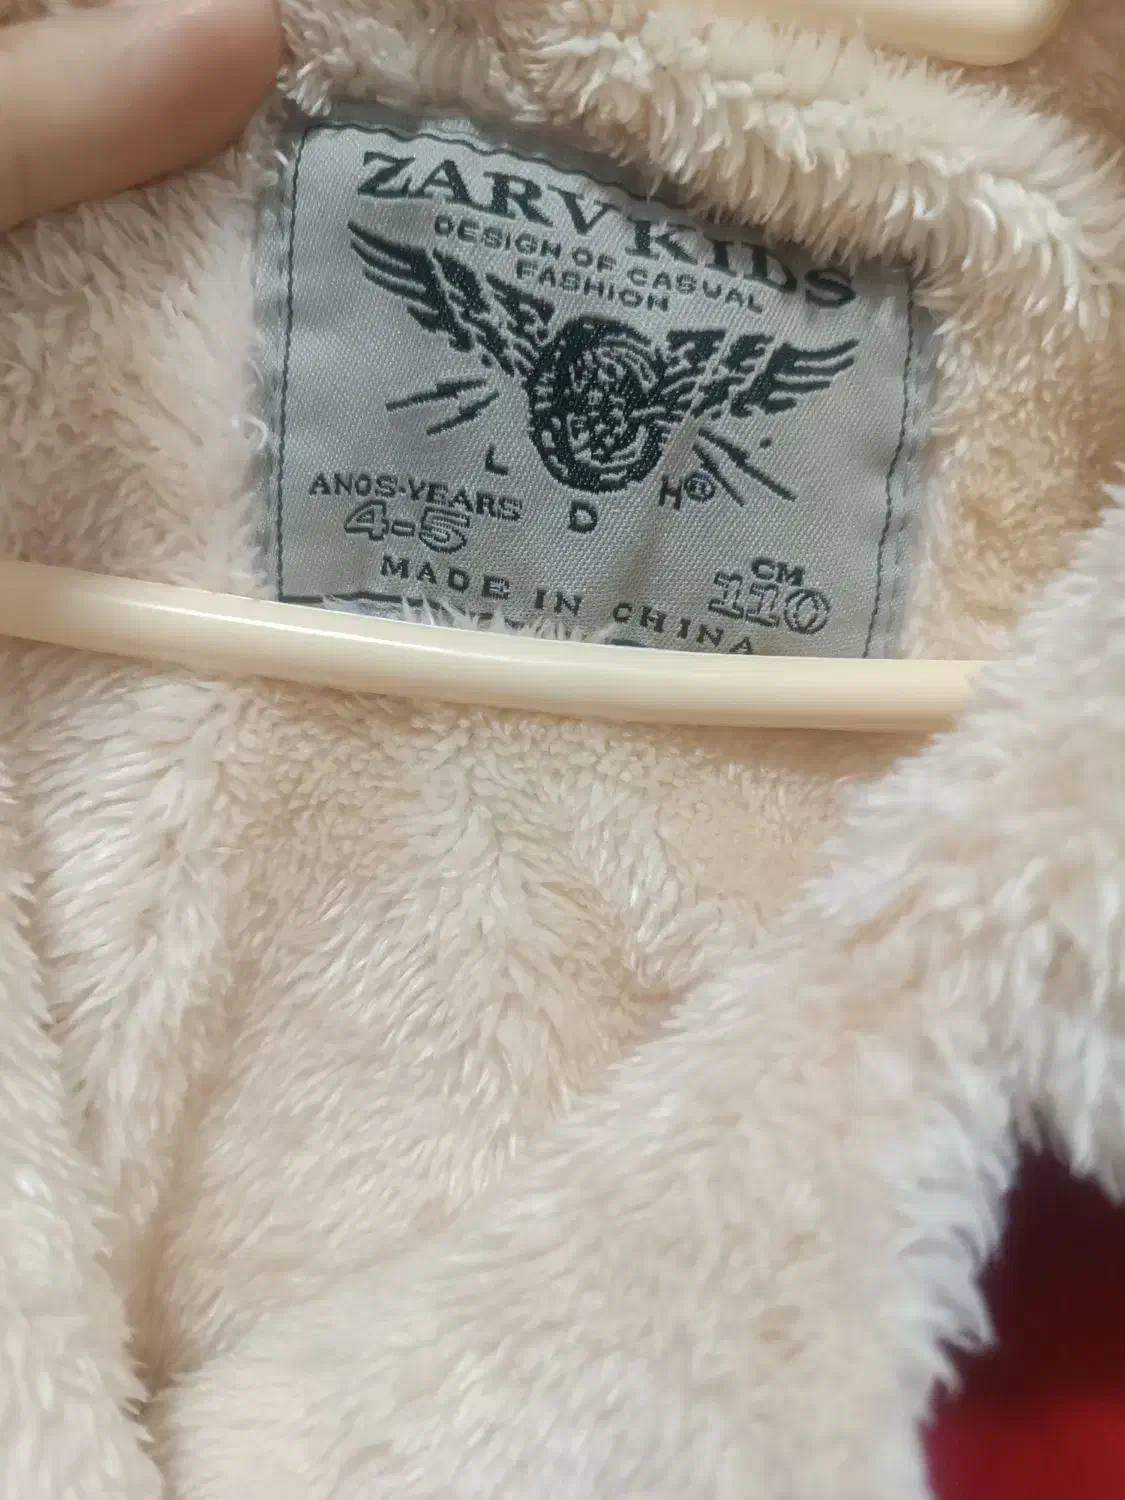 ZARV KIDS
DESIGN OF CASUAL
FASHION
L D H®
ANOS-YEARS
4-5
CM
110
MADE IN CHINA